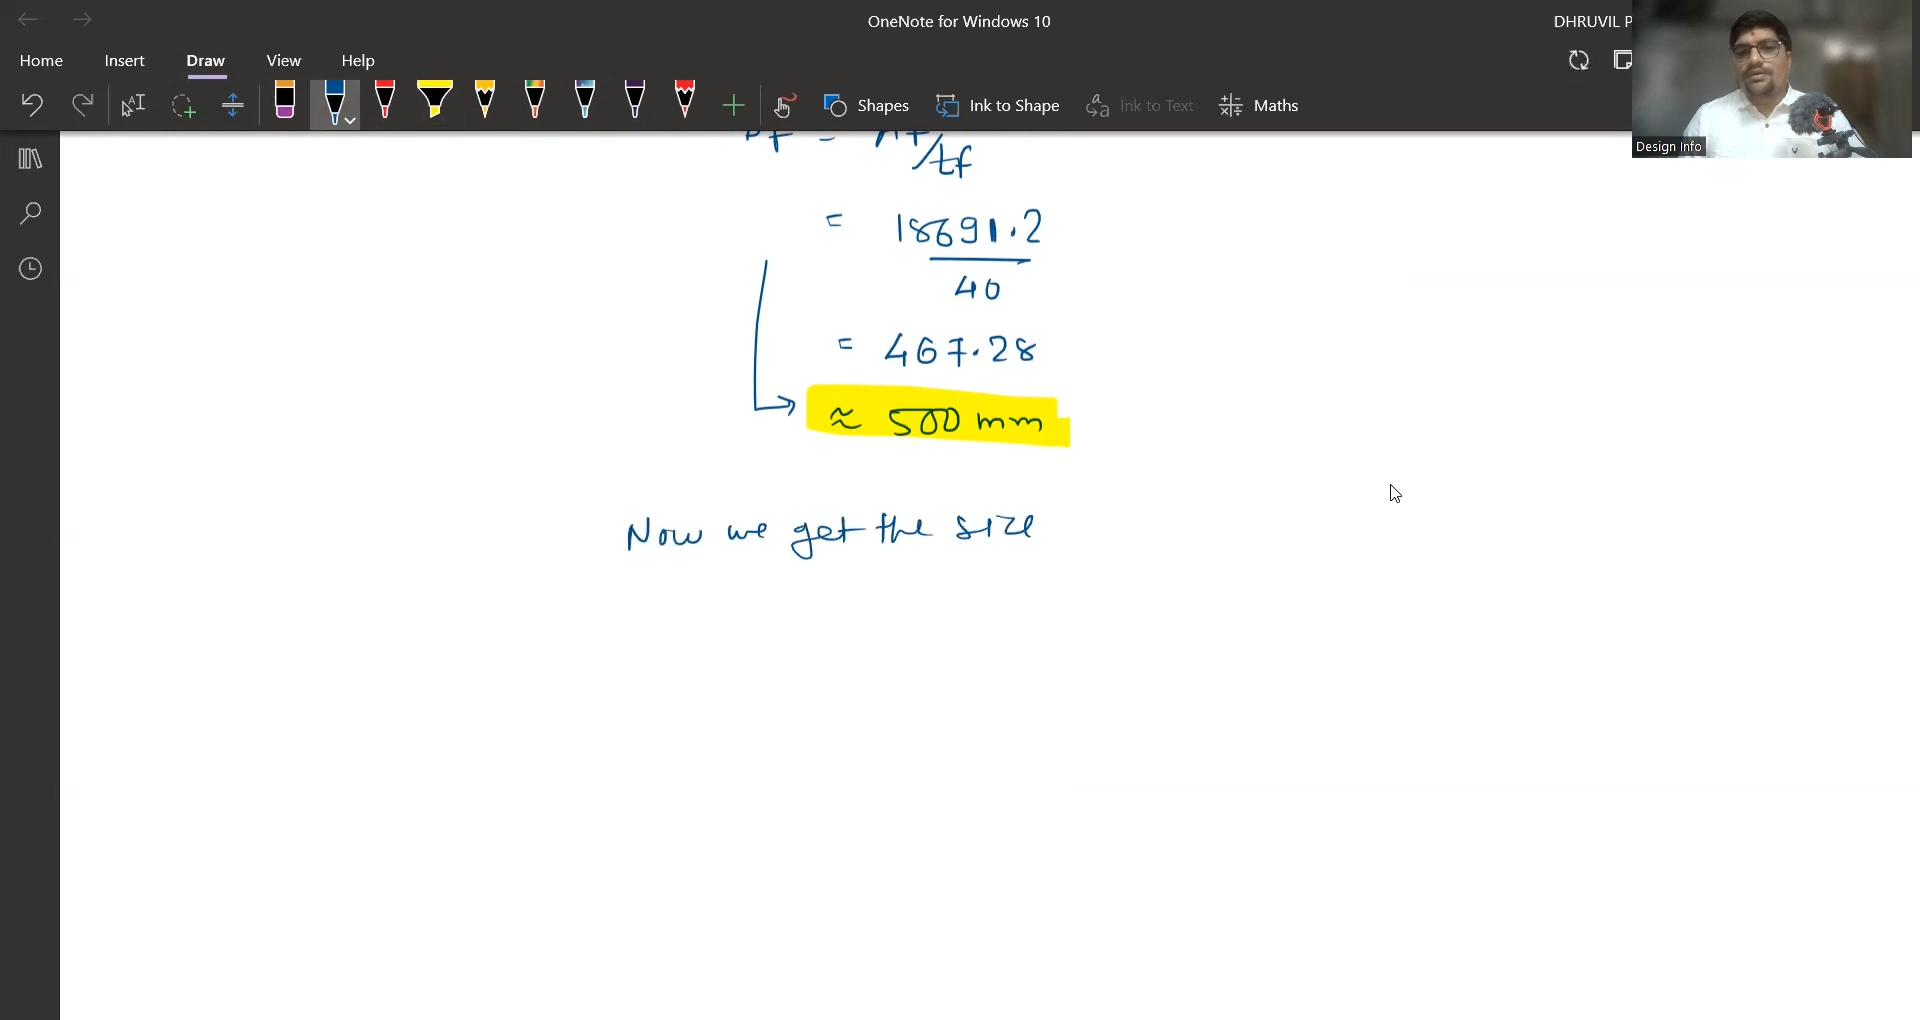 OneNote for Windows 10
DHRUVIL P
Home Insert Draw View Help
Shapes Ink to Shape Ink to Text Maths
Design Info
/tf
= 18691.2
40
= 467.28
≈ 500 mm
Now we get the size